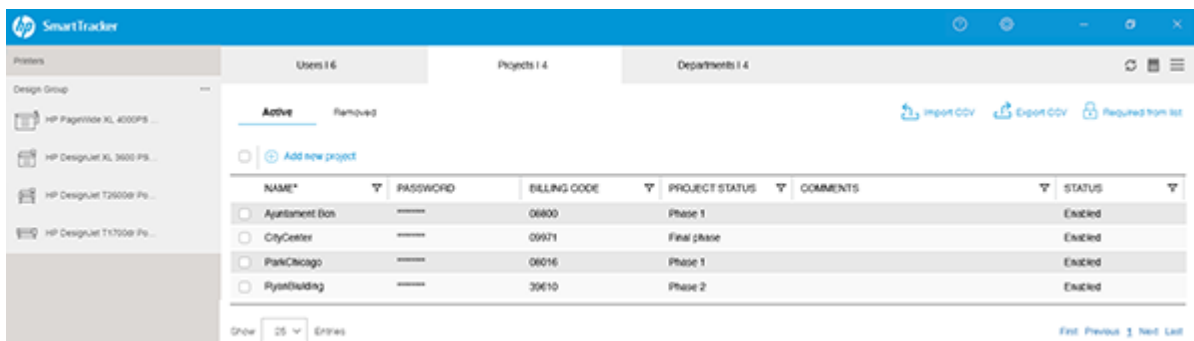 hp SmartTracker
Printers
Users | 6
Projects | 4
Departments | 4
Design Group
HP PageWide XL 4000PS ...
HP DesignJet XL 3600 PS...
HP DesignJet T2600dr Po...
HP DesignJet T1700dr Po...
Active Removed
Import CSV Export CSV Required from list
Add new project
NAME* PASSWORD BILLING CODE PROJECT STATUS COMMENTS STATUS
Ajuntament Bcn ******** 06800 Phase 1 Enabled
CityCenter ******** 09971 Final phase Enabled
ParkChicago ******** 06016 Phase 1 Enabled
RyanBuilding ******** 39610 Phase 2 Enabled
Show 25 Entries
First Previous 1 Next Last